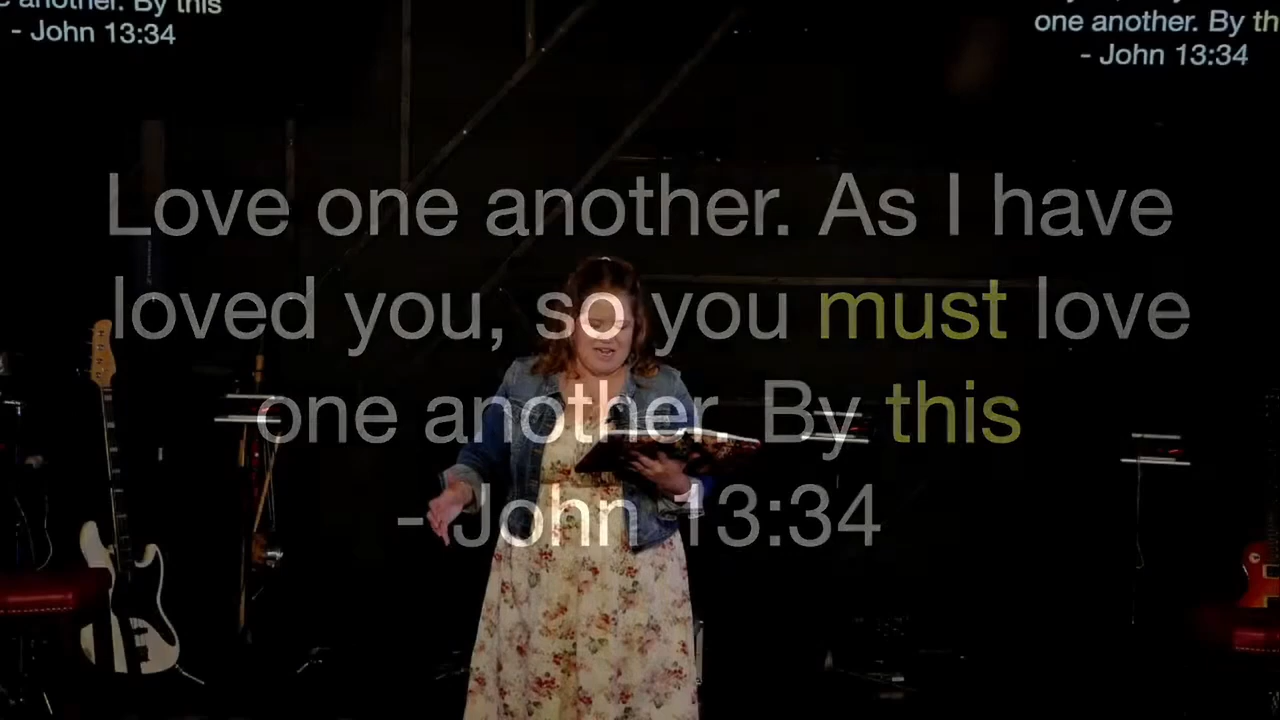 e another. By this
- John 13:34
one another. By th
- John 13:34
Love one another. As I have
loved you, so you must love
one another. By this
- John 13:34